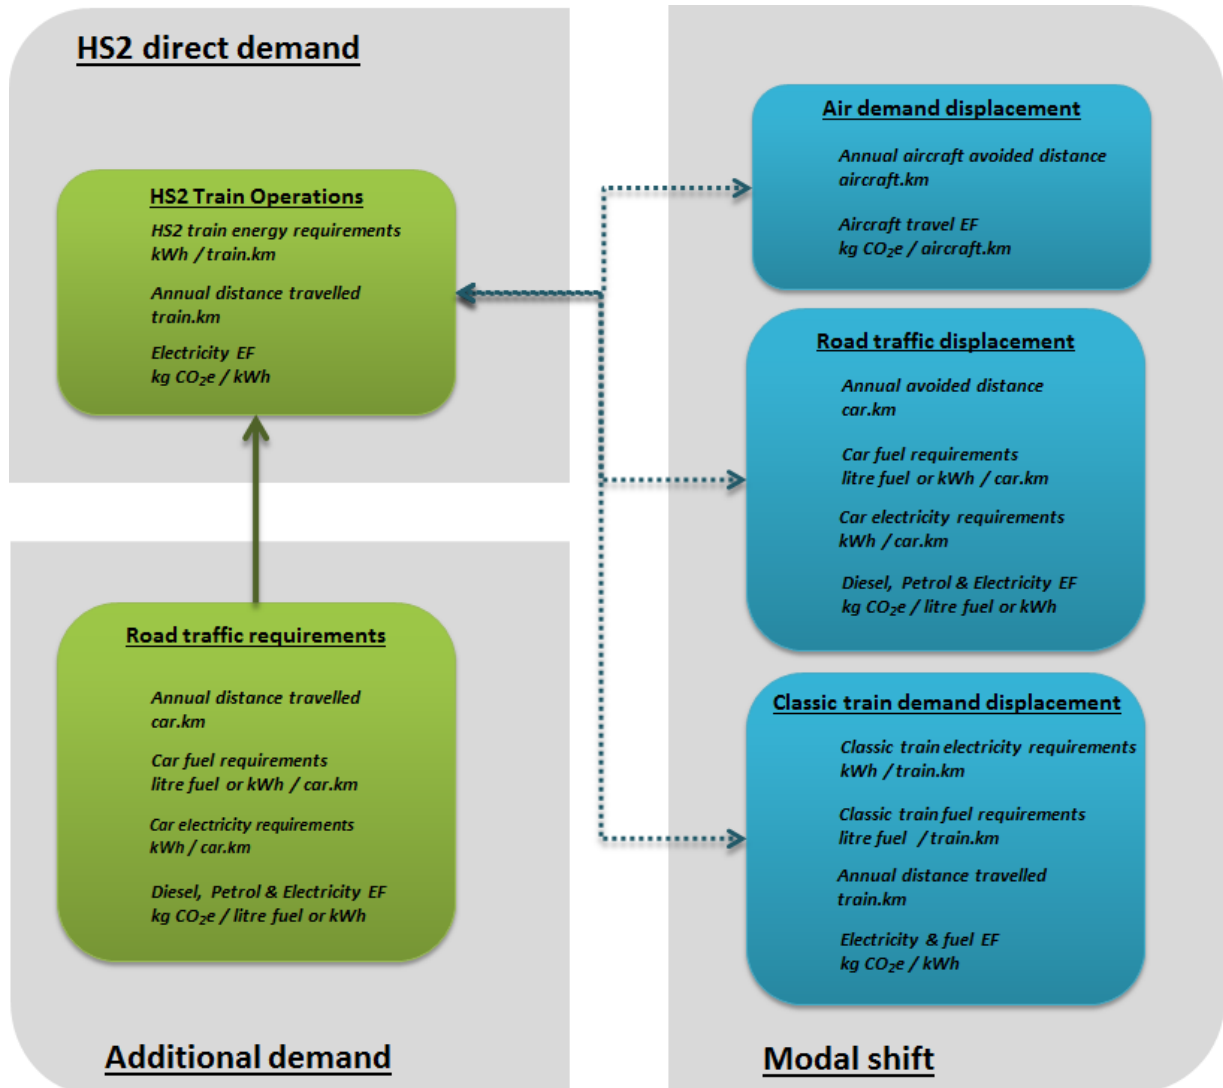 HS2 direct demand
HS2 Train Operations
HS2 train energy requirements
kWh / train.km
Annual distance travelled
train.km
Electricity EF
kg CO₂e / kWh
Road traffic requirements
Annual distance travelled
car.km
Car fuel requirements
litre fuel or kWh / car.km
Car electricity requirements
kWh / car.km
Diesel, Petrol & Electricity EF
kg CO₂e / litre fuel or kWh
Additional demand
Air demand displacement
Annual aircraft avoided distance
aircraft.km
Aircraft travel EF
kg CO₂e / aircraft.km
Road traffic displacement
Annual avoided distance
car.km
Car fuel requirements
litre fuel or kWh / car.km
Car electricity requirements
kWh / car.km
Diesel, Petrol & Electricity EF
kg CO₂e / litre fuel or kWh
Classic train demand displacement
Classic train electricity requirements
kWh / train.km
Classic train fuel requirements
litre fuel / train.km
Annual distance travelled
train.km
Electricity & fuel EF
kg CO₂e / kWh
Modal shift